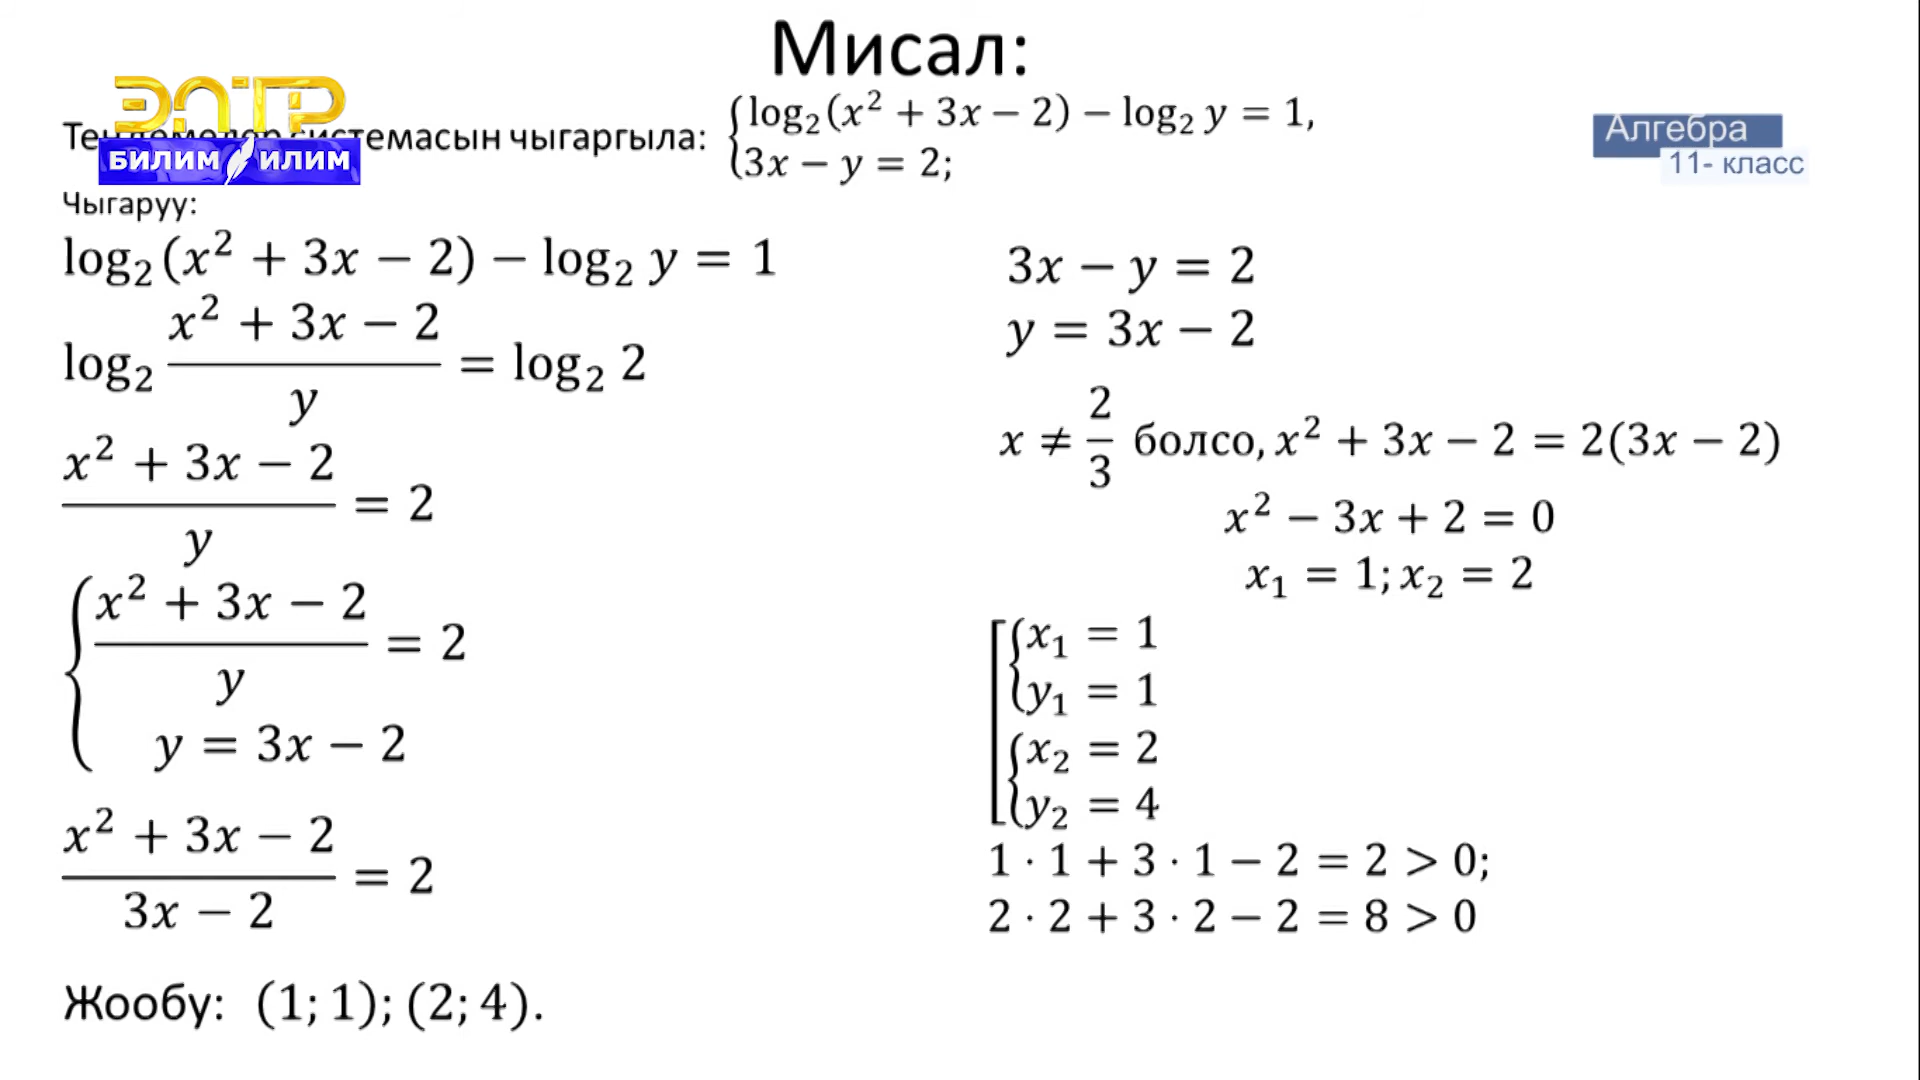 Мисал:
ЭЛТР
БИЛИМ ИЛИМ
системасын чыгаргыла: {log₂(x² + 3x − 2) − log₂ y = 1,
3x − y = 2;
Алгебра
11- класс
Чыгаруу:
log₂(x² + 3x − 2) − log₂ y = 1
log₂ (x² + 3x − 2)/y = log₂ 2
(x² + 3x − 2)/y = 2
{(x² + 3x − 2)/y = 2
y = 3x − 2
(x² + 3x − 2)/(3x − 2) = 2
3x − y = 2
y = 3x − 2
x ≠ 2/3 болсо, x² + 3x − 2 = 2(3x − 2)
x² − 3x + 2 = 0
x₁ = 1; x₂ = 2
[{x₁ = 1
y₁ = 1
{x₂ = 2
y₂ = 4
1 · 1 + 3 · 1 − 2 = 2 > 0;
2 · 2 + 3 · 2 − 2 = 8 > 0
Жообу: (1; 1); (2; 4).